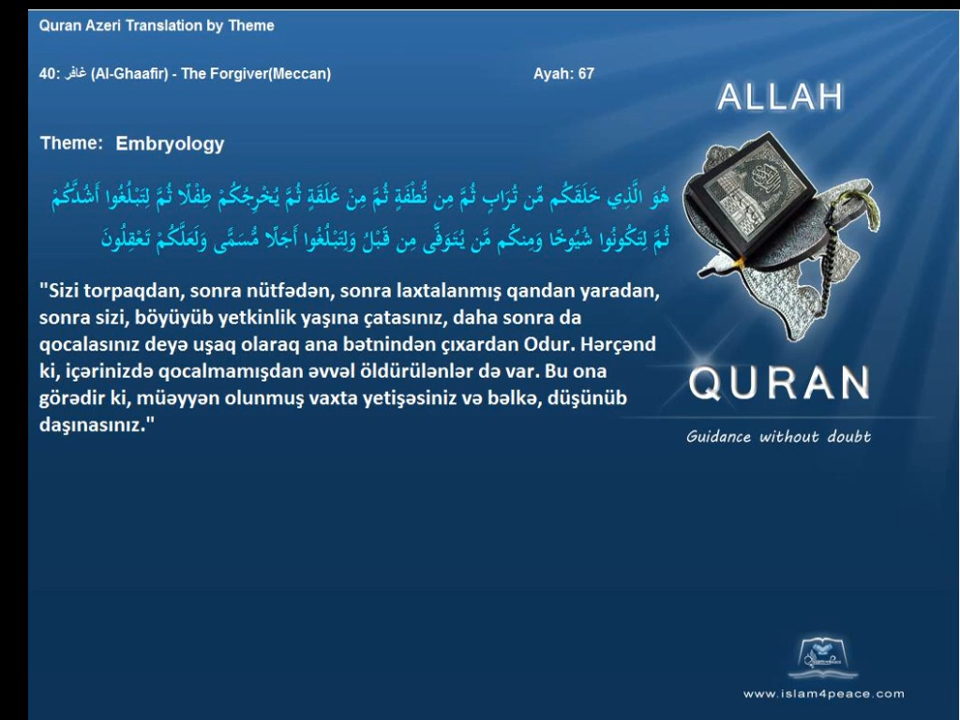 Quran Azeri Translation by Theme
40: غافر (Al-Ghaafir) - The Forgiver(Meccan) Ayah: 67
Theme: Embryology
هُوَ الَّذِي خَلَقَكُم مِّن تُرَابٍ ثُمَّ مِن نُّطْفَةٍ ثُمَّ مِنْ عَلَقَةٍ ثُمَّ يُخْرِجُكُمْ طِفْلًا ثُمَّ لِتَبْلُغُوا أَشُدَّكُمْ
ثُمَّ لِتَكُونُوا شُيُوخًا وَمِنكُم مَّن يُتَوَفَّى مِن قَبْلُ وَلِتَبْلُغُوا أَجَلًا مُّسَمًّى وَلَعَلَّكُمْ تَعْقِلُونَ
"Sizi torpaqdan, sonra nütfədən, sonra laxtalanmış qandan yaradan,
sonra sizi, böyüyüb yetkinlik yaşına çatasınız, daha sonra da
qocalasınız deyə uşaq olaraq ana bətnindən çıxardan Odur. Hərçənd
ki, içərinizdə qocalmamışdan əvvəl öldürülənlər də var. Bu ona
görədir ki, müəyyən olunmuş vaxta yetişəsiniz və bəlkə, düşünüb
daşınasınız."
ALLAH
QURAN
Guidance without doubt
www.islam4peace.com